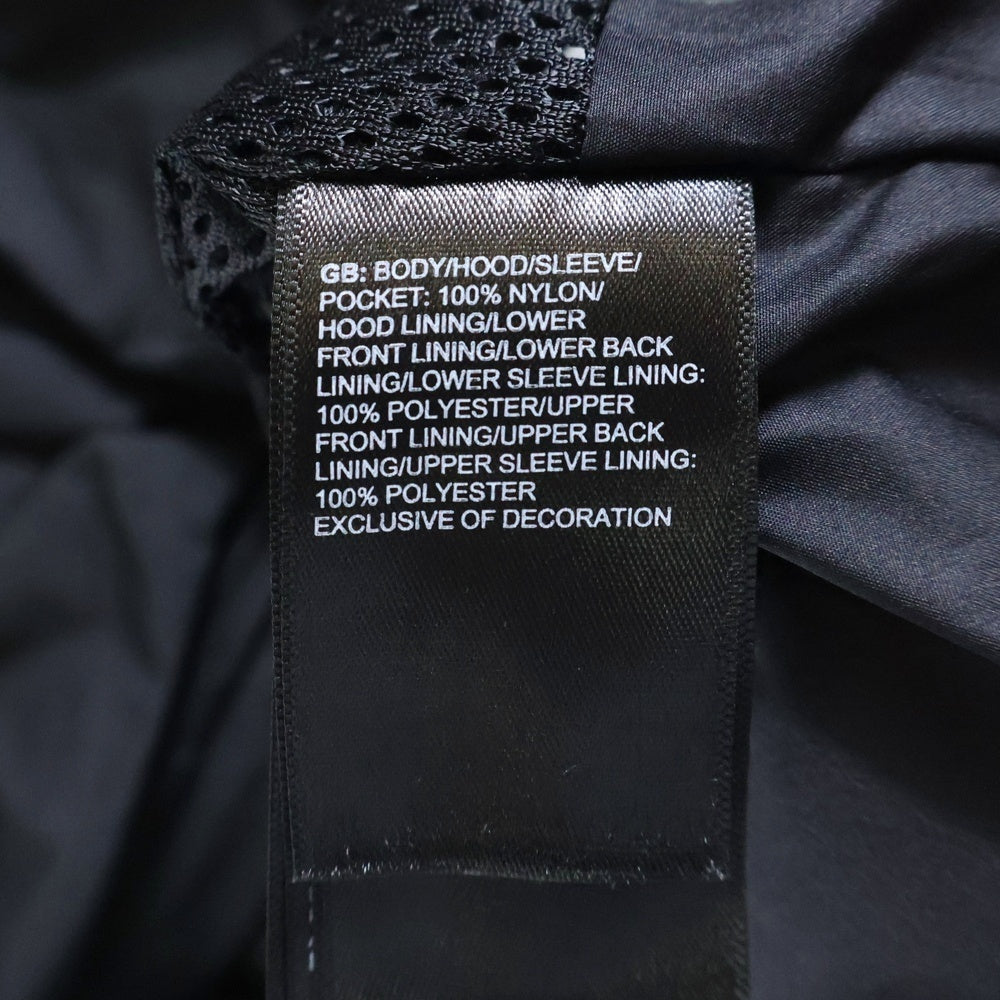 GB: BODY/HOOD/SLEEVE/
POCKET: 100% NYLON/
HOOD LINING/LOWER
FRONT LINING/LOWER BACK
LINING/LOWER SLEEVE LINING:
100% POLYESTER/UPPER
FRONT LINING/UPPER BACK
LINING/UPPER SLEEVE LINING:
100% POLYESTER
EXCLUSIVE OF DECORATION